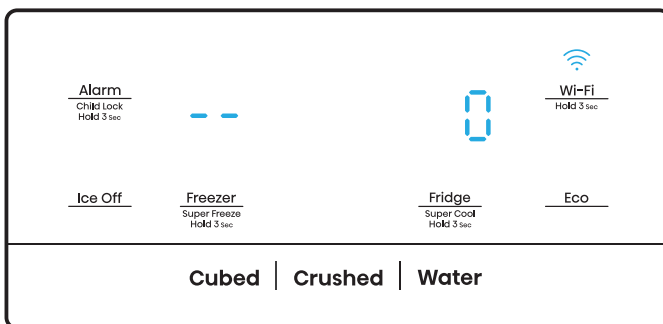 Alarm
Child Lock
Hold 3 Sec
-- 0
Wi-Fi
Hold 3 Sec
Ice Off
Freezer
Super Freeze
Hold 3 Sec
Fridge
Super Cool
Hold 3 Sec
Eco
Cubed | Crushed | Water